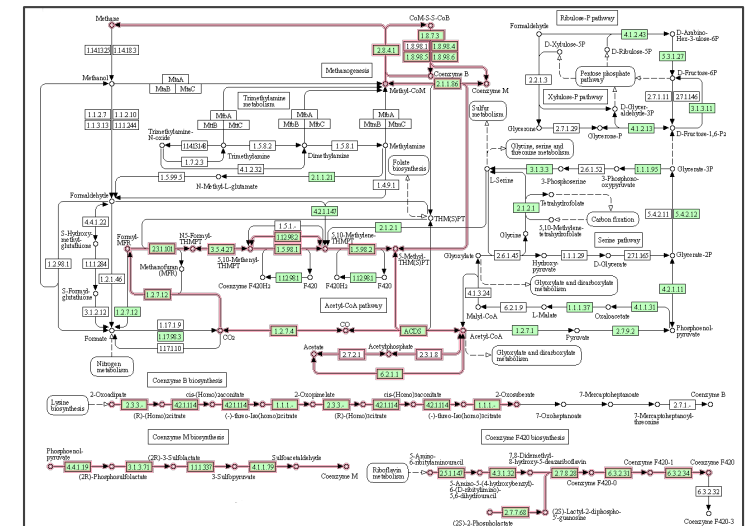 Methane
CoM-S-S-CoB
Ribulose-P pathway
Formaldehyde
4.1.2.43
D-Arabino-
Hex-3-ulose-6P
1.8.7.3
1.8.98.1
1.8.98.4
1.8.98.5
1.8.98.6
2.8.4.1
D-Xylulose-5P
D-Ribulose-5P
5.3.1.27
1.14.13.25
1.14.18.3
Methanogenesis
Coenzyme B
2.2.1.3
Pentose phosphate
pathway
D-Fructose-6P
Methanol
MtaA
MtaB
MtaC
2.1.1.86
Methyl-CoM
Coenzyme M
Xylulose-P pathway
2.7.1.11
2.7.1.146
3.1.3.11
Trimethylamine
metabolism
MtbA
MtbA
MtbA
MttB
MttC
MtbB
MtbC
MtmB
MtmC
Sulfur
metabolism
D-Glycer-
aldehyde-3P
1.1.2.7
1.1.2.10
1.1.3.13
1.1.1.244
Glycerone
2.7.1.29
Glycerone-P
4.1.2.13
D-Fructose-1,6-P2
Trimethylamine-
N-oxide
1.14.13.148
1.5.8.2
1.5.8.1
Methylamine
Trimethylamine
Dimethylamine
1.7.2.3
4.1.2.32
Folate
biosynthesis
Glycine, serine and
threonine metabolism
1.5.99.5
2.1.1.21
1.4.9.1
N-Methyl-L-glutamate
L-Serine
3.1.3.3
2.6.1.52
1.1.1.95
Glycerate-3P
3-Phosphoserine
3-Phosphono-
oxypyruvate
Formaldehyde
4.2.1.147
THM(S)PT
2.1.2.1
Tetrahydrofolate
Carbon fixation
5.4.2.11
5.4.2.12
4.4.1.22
S-Hydroxy-
methyl-
glutathione
1.5.1.-
2.1.2.1
Glycine
5,10-Methylene-
tetrahydrofolate
Serine pathway
Formyl-
MFR
N5-Formyl-
THMPT
1.12.98.2
5,10-Methylene-
THMPT
2.3.1.101
3.5.4.27
1.5.98.1
1.5.98.2
5-Methyl-
THM(S)PT
5,10-Methenyl-
THMPT
Glyoxylate
2.6.1.45
1.1.1.29
2.7.1.165
Glycerate-2P
Hydroxy-
pyruvate
D-Glycerate
1.2.98.1
1.1.1.284
Methanofuran
(MFR)
1.12.98.1
1.12.98.1
Coenzyme F420H2
F420
F420H2
F420
1.2.1.46
S-Formyl-
glutathione
Glyoxylate and dicarboxylate
metabolism
4.2.1.11
1.2.7.12
4.1.3.24
Acetyl-CoA pathway
Malyl-CoA
6.2.1.9
L-Malate
1.1.1.37
Oxaloacetate
4.1.1.31
3.1.2.12
1.2.7.12
Formate
1.17.1.9
1.17.98.3
1.17.1.10
CO2
1.2.7.4
CO
ACDS
Acetyl-CoA
1.2.7.1
Pyruvate
2.7.9.2
Phosphoenol-
pyruvate
Acetate
2.7.2.1
Acetylphosphate
2.3.1.8
Glyoxylate and dicarboxylate
metabolism
Nitrogen
metabolism
6.2.1.1
Coenzyme B biosynthesis
Lysine
biosynthesis
2-Oxoadipate
2.3.3.-
cis-(Homo)2aconitate
4.2.1.114
4.2.1.114
1.1.1.-
2-Oxopimelate
2.3.3.-
cis-(Homo)3aconitate
4.2.1.114
4.2.1.114
1.1.1.-
2-Oxosuberate
7-Mercaptoheptanoate
2.7.1.-
Coenzyme B
(R)-(Homo)2citrate
(-)-threo-Iso(homo)2citrate
(R)-(Homo)3citrate
(-)-threo-Iso(homo)3citrate
7-Oxoheptanoate
7-Mercaptoheptanoyl-
threonine
Coenzyme M biosynthesis
Coenzyme F420 biosynthesis
Phosphoenol-
pyruvate
4.4.1.19
(2R)-3-Sulfolactate
3.1.3.71
1.1.1.337
Sulfoacetaldehyde
4.1.1.79
(2R)-Phosphosulfolactate
3-Sulfopyruvate
Coenzyme M
Riboflavin
metabolism
5-Amino-
6-ribitylaminouracil
2.5.1.147
4.3.1.32
7,8-Didemethyl-
8-hydroxy-5-deazariboflavin
2.7.8.28
6.3.2.31
Coenzyme F420-1
6.3.2.34
Coenzyme F420
5-Amino-5-(4-hydroxybenzyl)-
6-(D-ribitylimino)-
5,6-dihydrouracil
Coenzyme F420-0
6.3.2.32
2.7.7.68
(2S)-Lactyl-2-diphospho-
5'-guanosine
(2S)-2-Phospholactate
Coenzyme F420-3